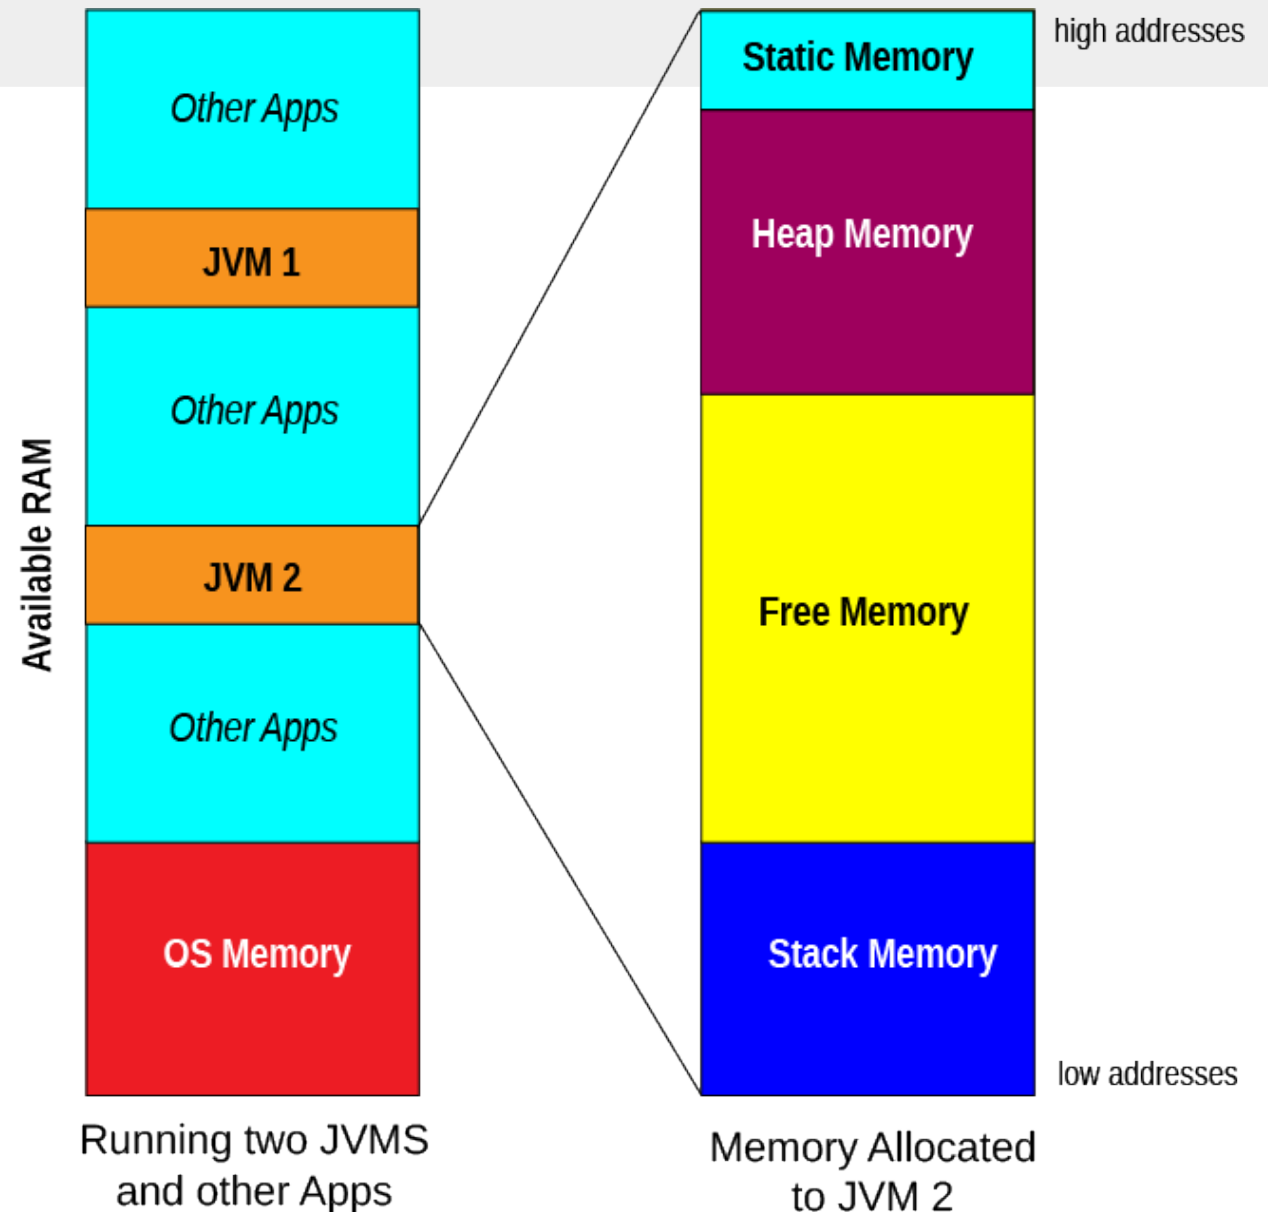 Other Apps
JVM 1
Other Apps
JVM 2
Other Apps
OS Memory
Available RAM
Running two JVMS
and other Apps
Static Memory
Heap Memory
Free Memory
Stack Memory
high addresses
low addresses
Memory Allocated
to JVM 2